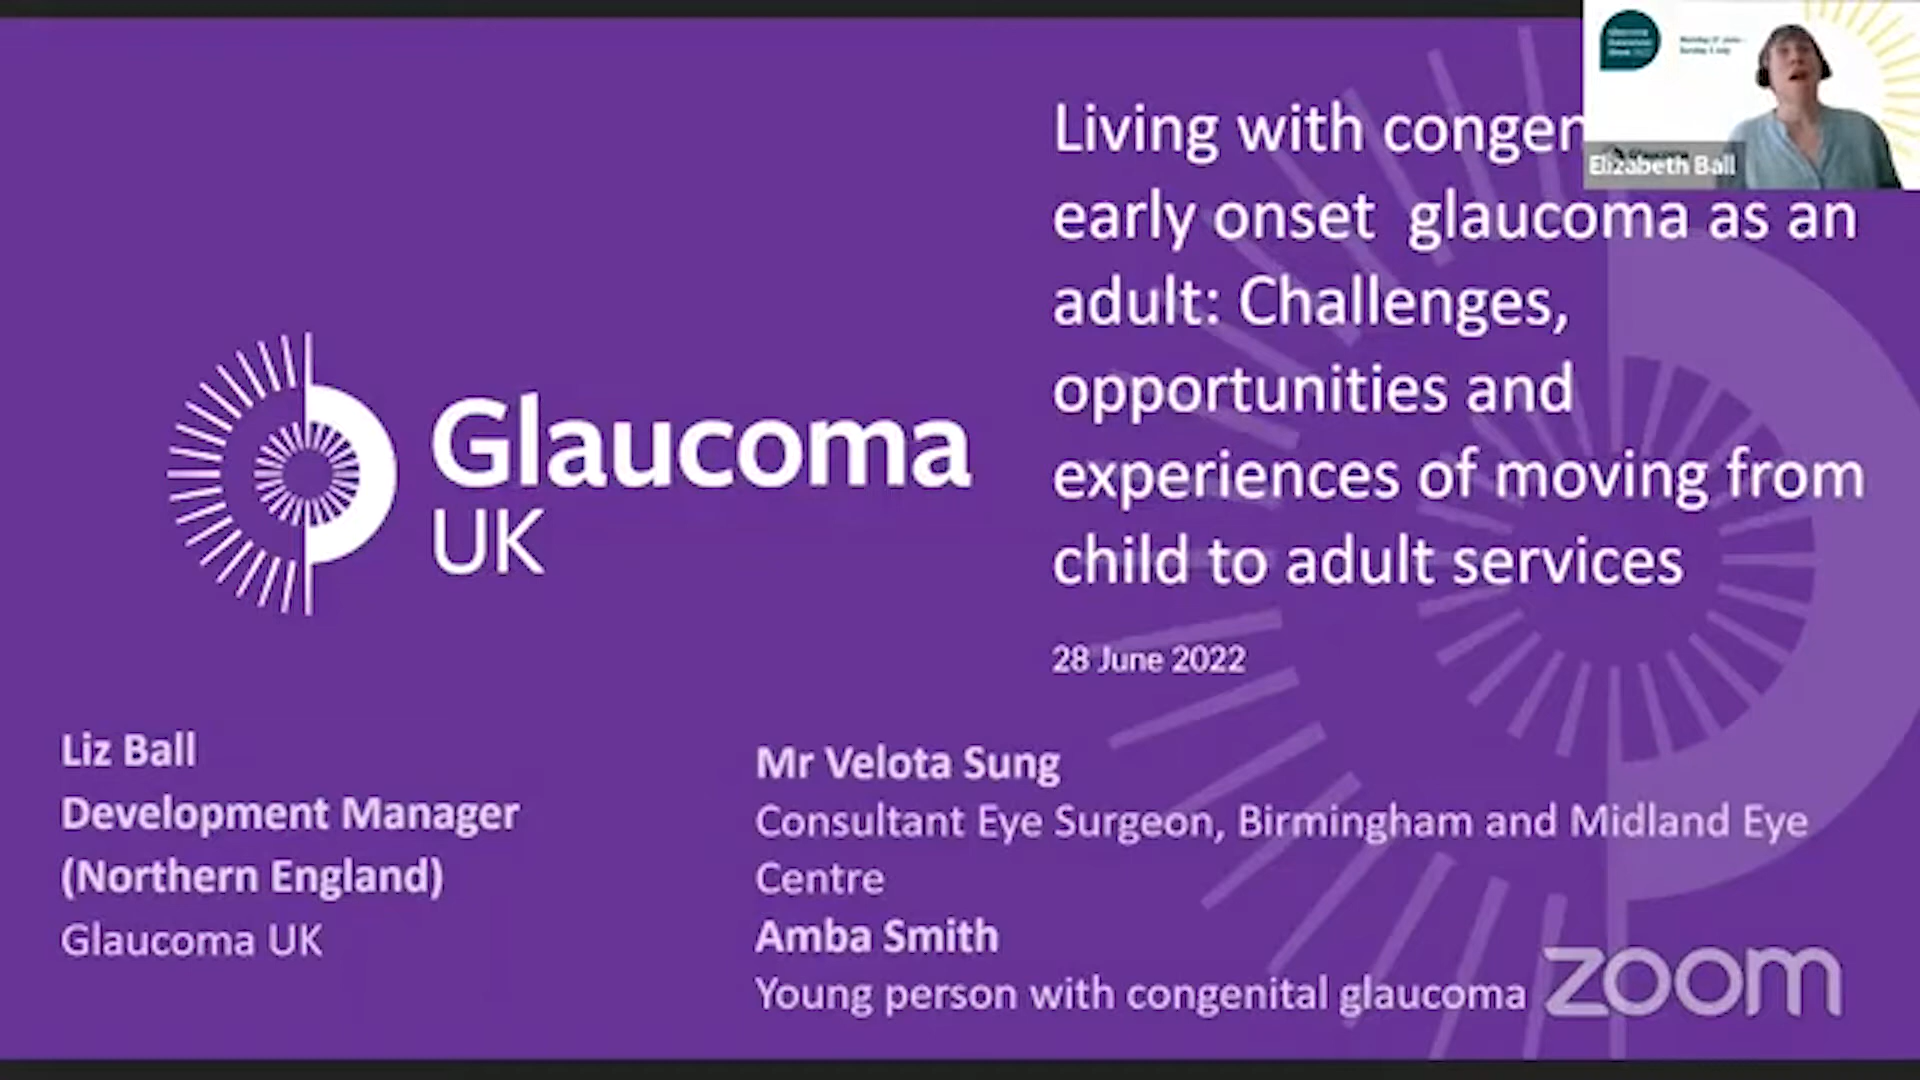 Living with congen
early onset glaucoma as an
adult: Challenges,
opportunities and
experiences of moving from
child to adult services
28 June 2022
Glaucoma
UK
Liz Ball
Development Manager
(Northern England)
Glaucoma UK
Mr Velota Sung
Consultant Eye Surgeon, Birmingham and Midland Eye
Centre
Amba Smith
Young person with congenital glaucoma
zoom
Elizabeth Ball